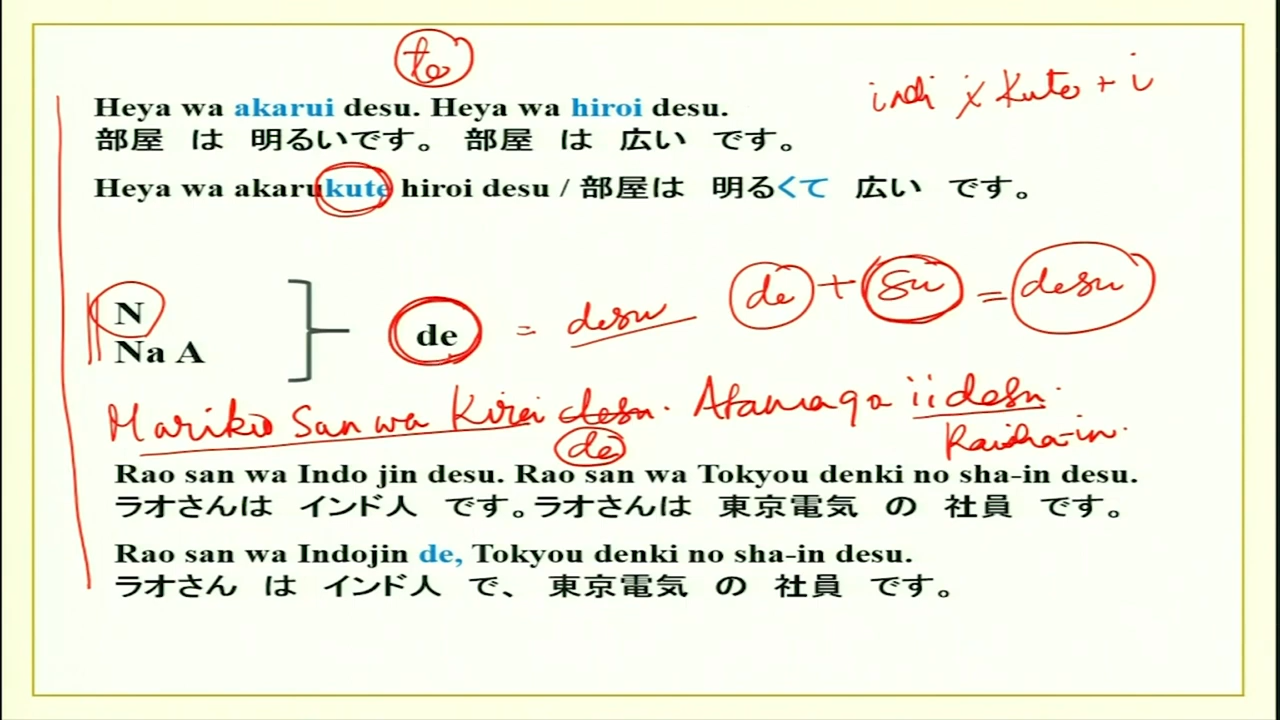 to
indi x Kute + i
Heya wa akarui desu. Heya wa hiroi desu.
部屋 は 明るいです。 部屋 は 広い です。
Heya wa akarukute hiroi desu / 部屋は 明るくて 広い です。
N
Na A
de = desu de + su = desu
Mariko San wa Kirei desu. Atama ga ii desu.
de
Rao san wa Indo jin desu. Rao san wa Tokyou denki no sha-in desu.
ラオさんは インド人 です。ラオさんは 東京電気 の 社員 です。
Rao san wa Indojin de, Tokyou denki no sha-in desu.
ラオさん は インド人 で、 東京電気 の 社員 です。